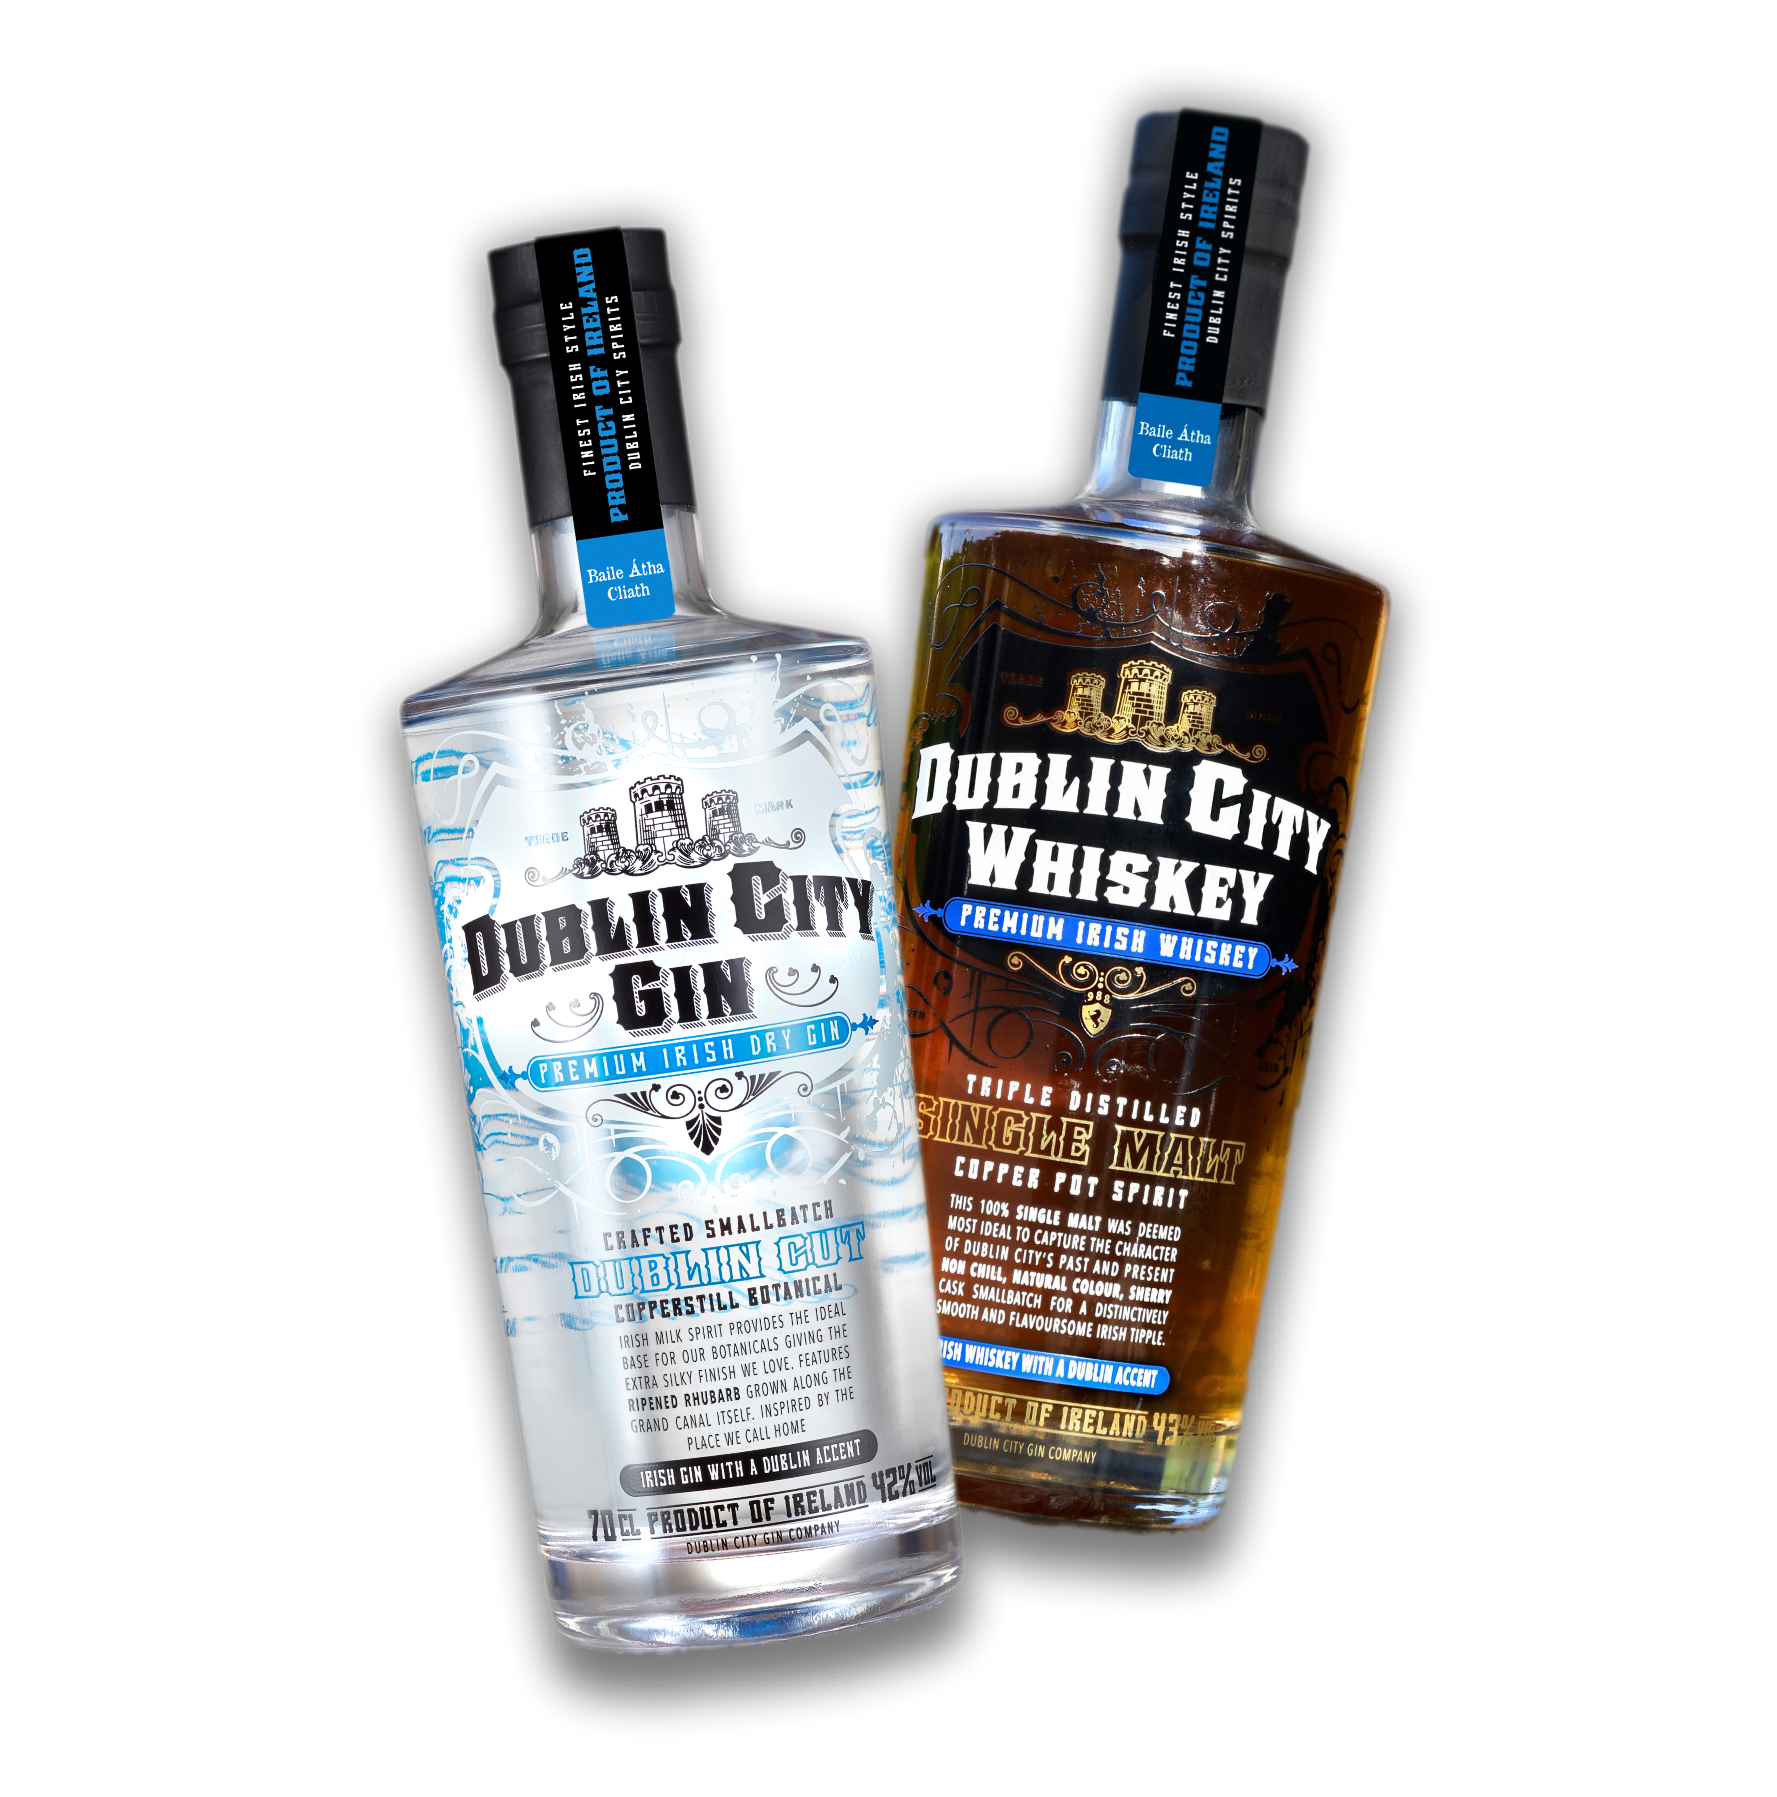 FINEST IRISH STYLE
PRODUCT OF IRELAND
DUBLIN CITY SPIRITS
Baile Átha
Cliath
TRADE MARK
DUBLIN CITY
GIN
PREMIUM IRISH DRY GIN
CRAFTED SMALLBATCH
DUBLIN CUT
COPPERSTILL BOTANICAL
IRISH MILK SPIRIT PROVIDES THE IDEAL
BASE FOR OUR BOTANICALS GIVING THE
EXTRA SILKY FINISH WE LOVE. FEATURES
RIPENED RHUBARB GROWN ALONG THE
GRAND CANAL ITSELF. INSPIRED BY THE
PLACE WE CALL HOME
IRISH GIN WITH A DUBLIN ACCENT
70CL PRODUCT OF IRELAND 42% VOL
DUBLIN CITY GIN COMPANY
FINEST IRISH STYLE
PRODUCT OF IRELAND
DUBLIN CITY SPIRITS
Baile Átha
Cliath
TRADE MARK
DUBLIN CITY
WHISKEY
PREMIUM IRISH WHISKEY
988
TRIPLE DISTILLED
SINGLE MALT
COPPER POT SPIRIT
THIS 100% SINGLE MALT WAS DEEMED
MOST IDEAL TO CAPTURE THE CHARACTER
OF DUBLIN CITY'S PAST AND PRESENT
NON CHILL, NATURAL COLOUR, SHERRY
CASK SMALLBATCH FOR A DISTINCTIVELY
SMOOTH AND FLAVOURSOME IRISH TIPPLE.
RISH WHISKEY WITH A DUBLIN ACCENT
ODUCT OF IRELAND 43%
DUBLIN CITY GIN COMPANY